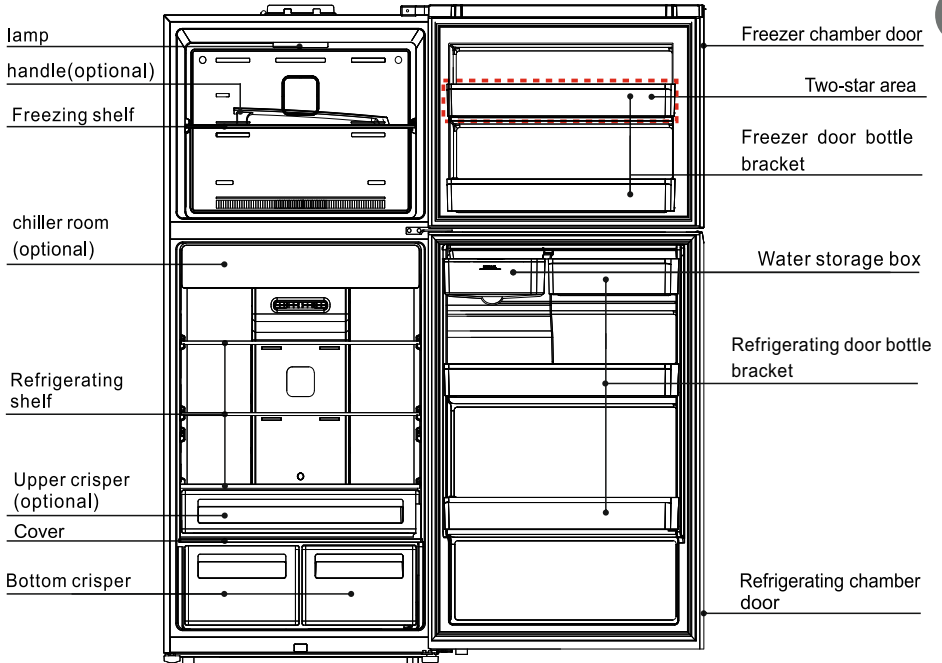 lamp
handle(optional)
Freezing shelf
chiller room
(optional)
Refrigerating
shelf
Upper crisper
(optional)
Cover
Bottom crisper
Freezer chamber door
Two-star area
Freezer door bottle
bracket
Water storage box
Refrigerating door bottle
bracket
Refrigerating chamber
door